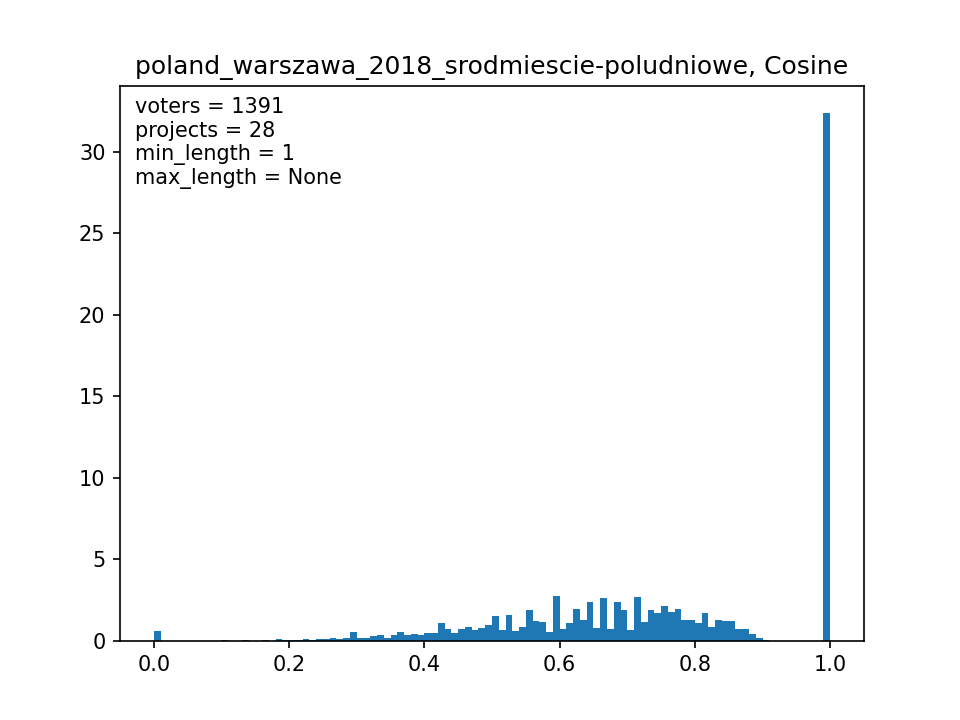 poland_warszawa_2018_srodmiescie-poludniowe, Cosine
voters = 1391
projects = 28
min_length = 1
max_length = None
30
25
20
15
10
5
0
0.0 0.2 0.4 0.6 0.8 1.0